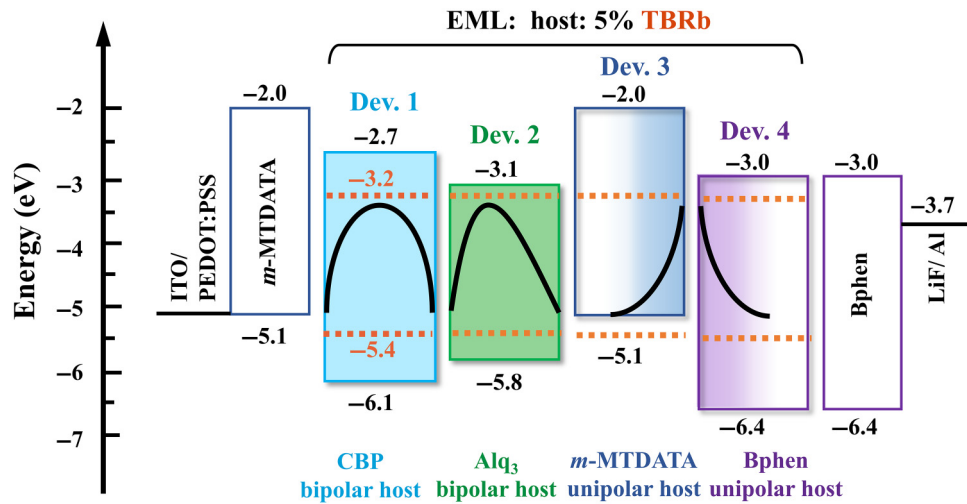 EML: host: 5% TBRb
Dev. 3
Dev. 1
Dev. 2
Dev. 4
−2.0
−2.0
−2.7
−3.1
−3.0
−3.0
−3.2
−3.7
−2
−3
−4
−5
−6
−7
Energy (eV)
ITO/
PEDOT:PSS
m-MTDATA
Bphen
LiF/ Al
−5.1
−5.4
−5.1
−5.8
−6.1
−6.4
−6.4
CBP
bipolar host
Alq₃
bipolar host
m-MTDATA
unipolar host
Bphen
unipolar host